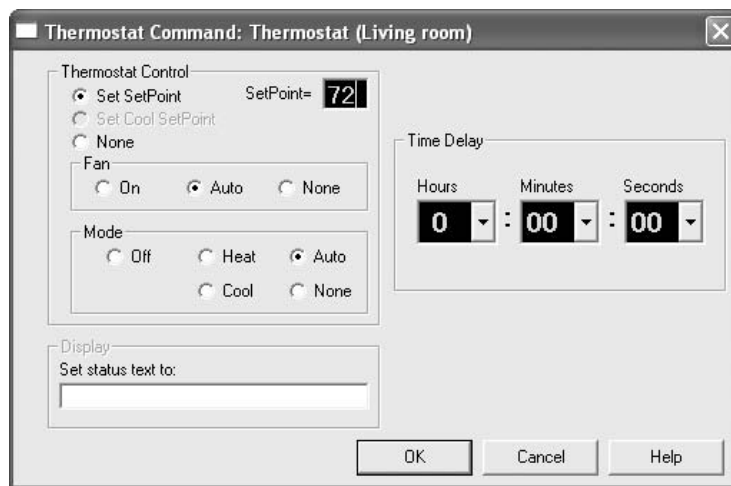 Thermostat Command: Thermostat (Living room)
Thermostat Control
Set SetPoint SetPoint= 72
Set Cool SetPoint
None
Fan
On Auto None
Mode
Off Heat Auto
Cool None
Display
Set status text to:
Time Delay
Hours Minutes Seconds
0 : 00 : 00
OK Cancel Help